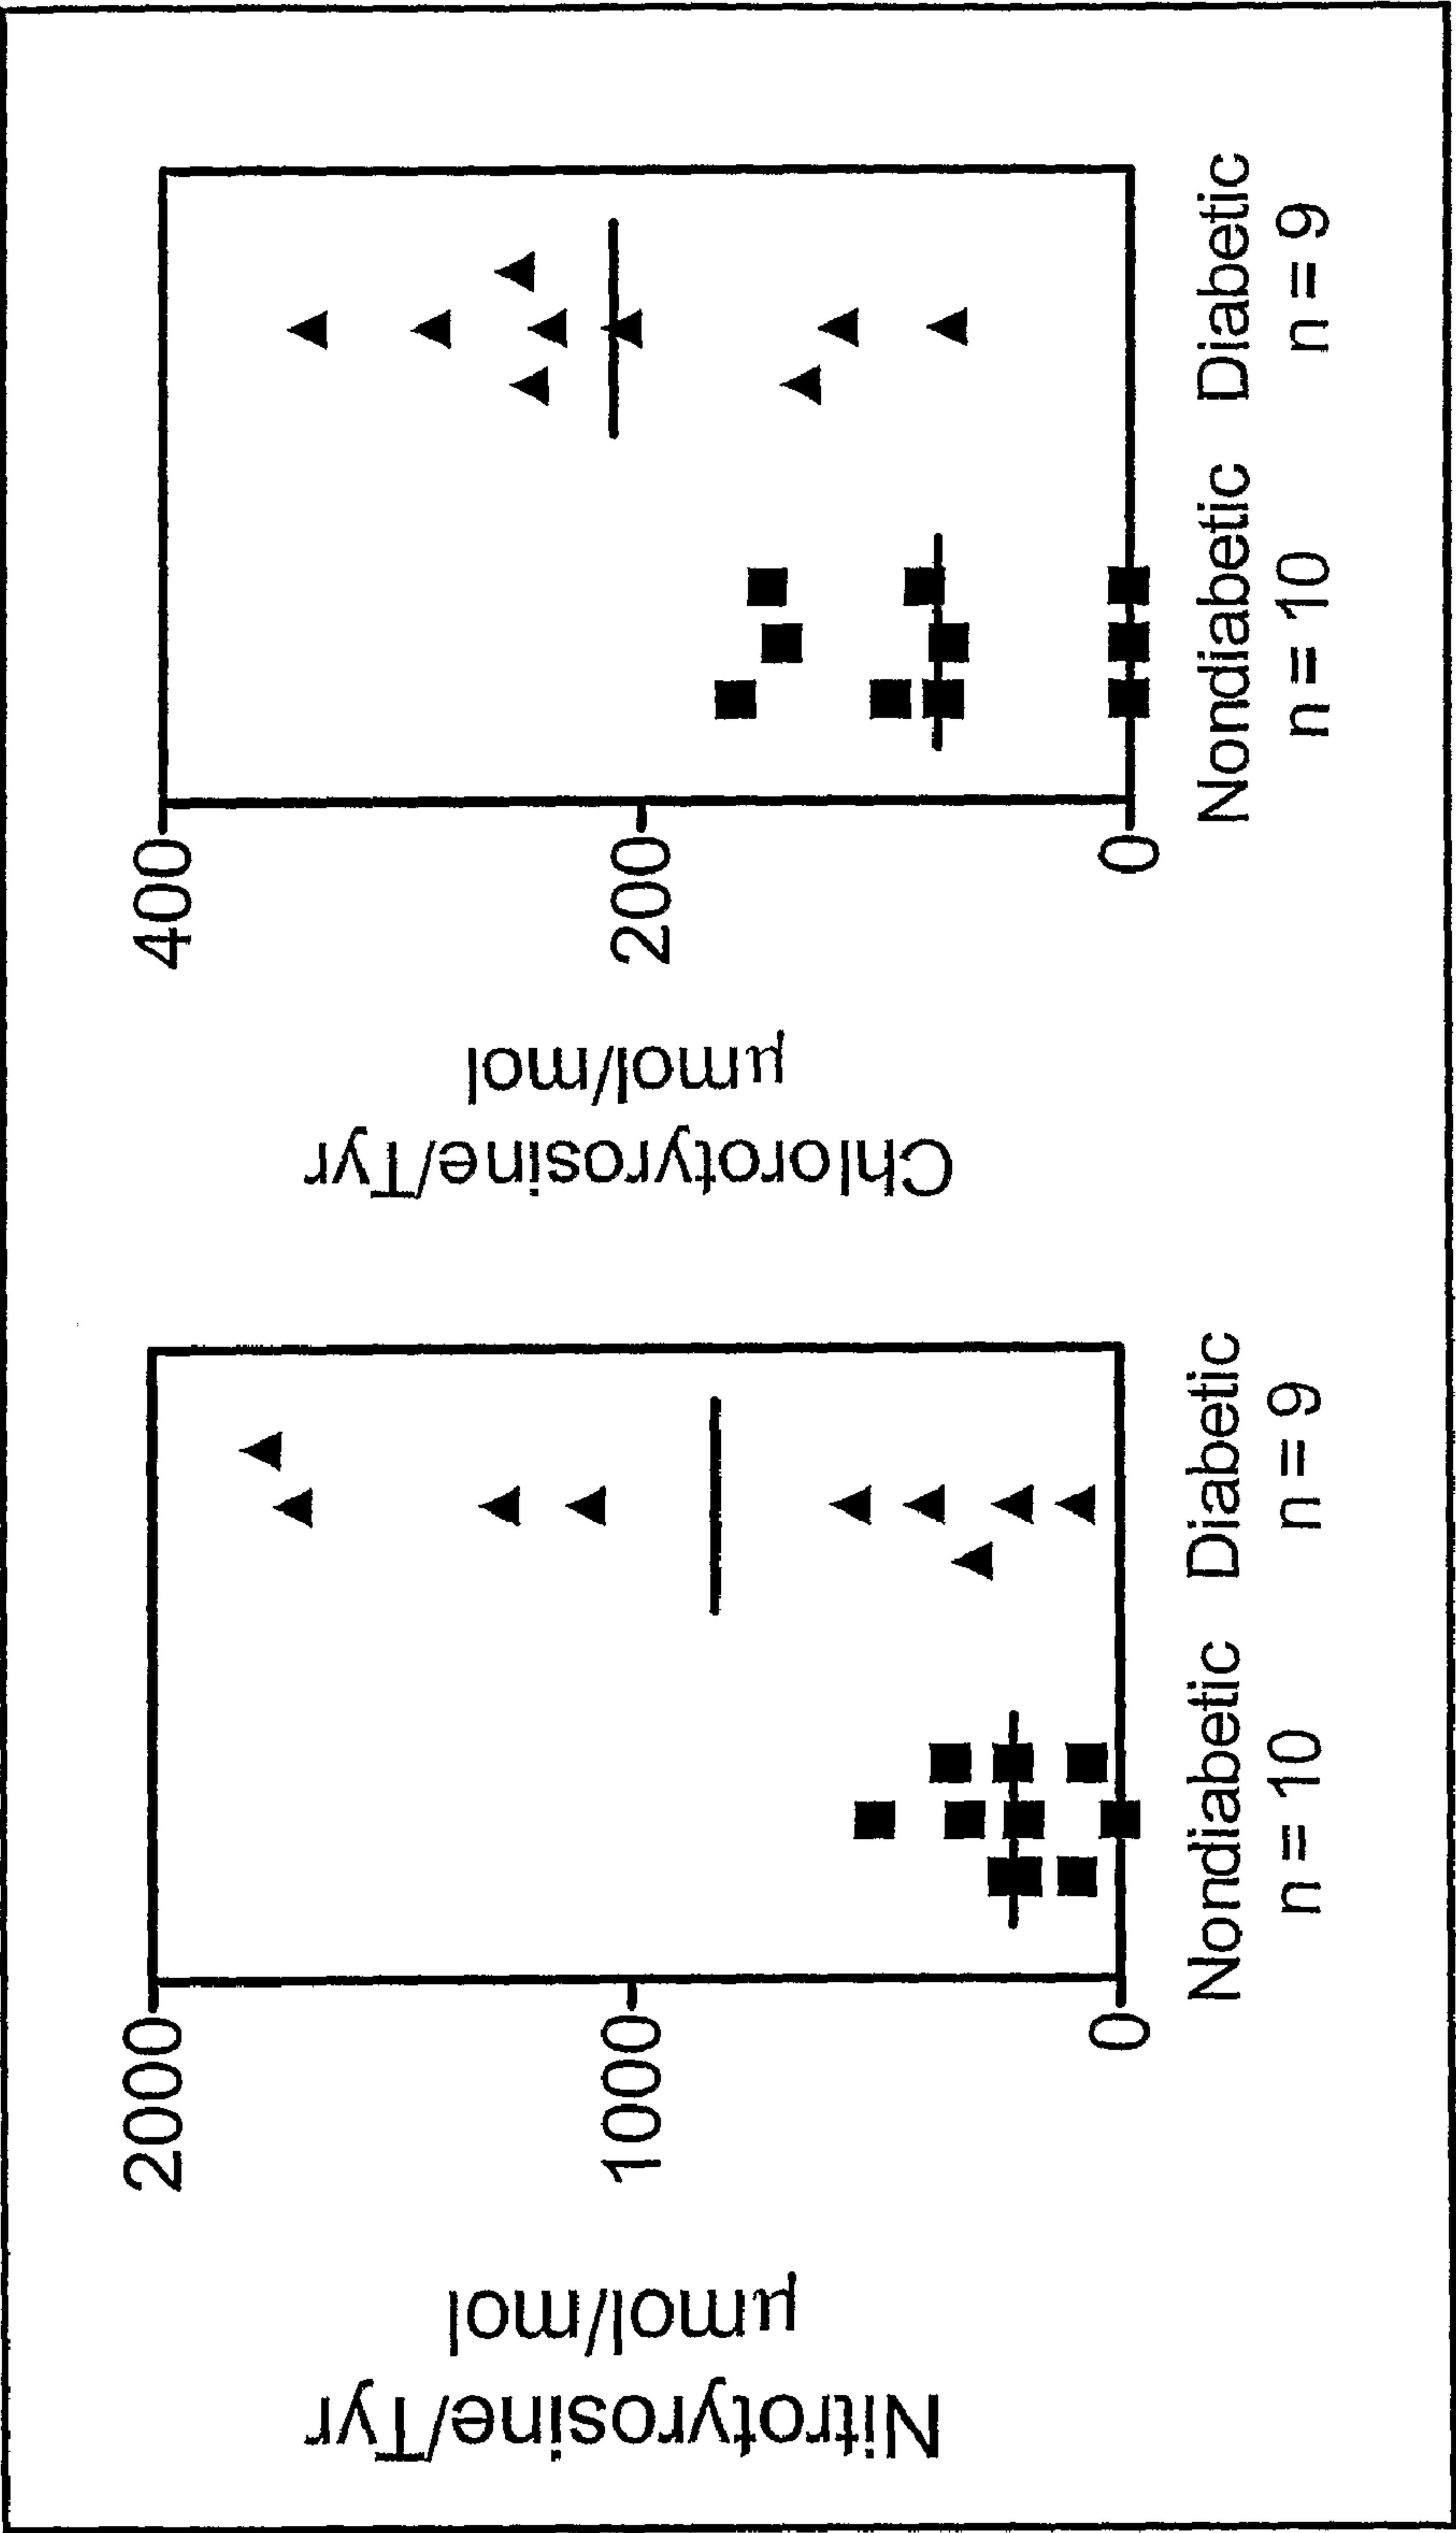 Nitrotyrosine/Tyr
μmol/mol
2000
1000
0
Nondiabetic
n = 10
Diabetic
n = 9
Chlorotyrosine/Tyr
μmol/mol
400
200
0
Nondiabetic
n = 10
Diabetic
n = 9